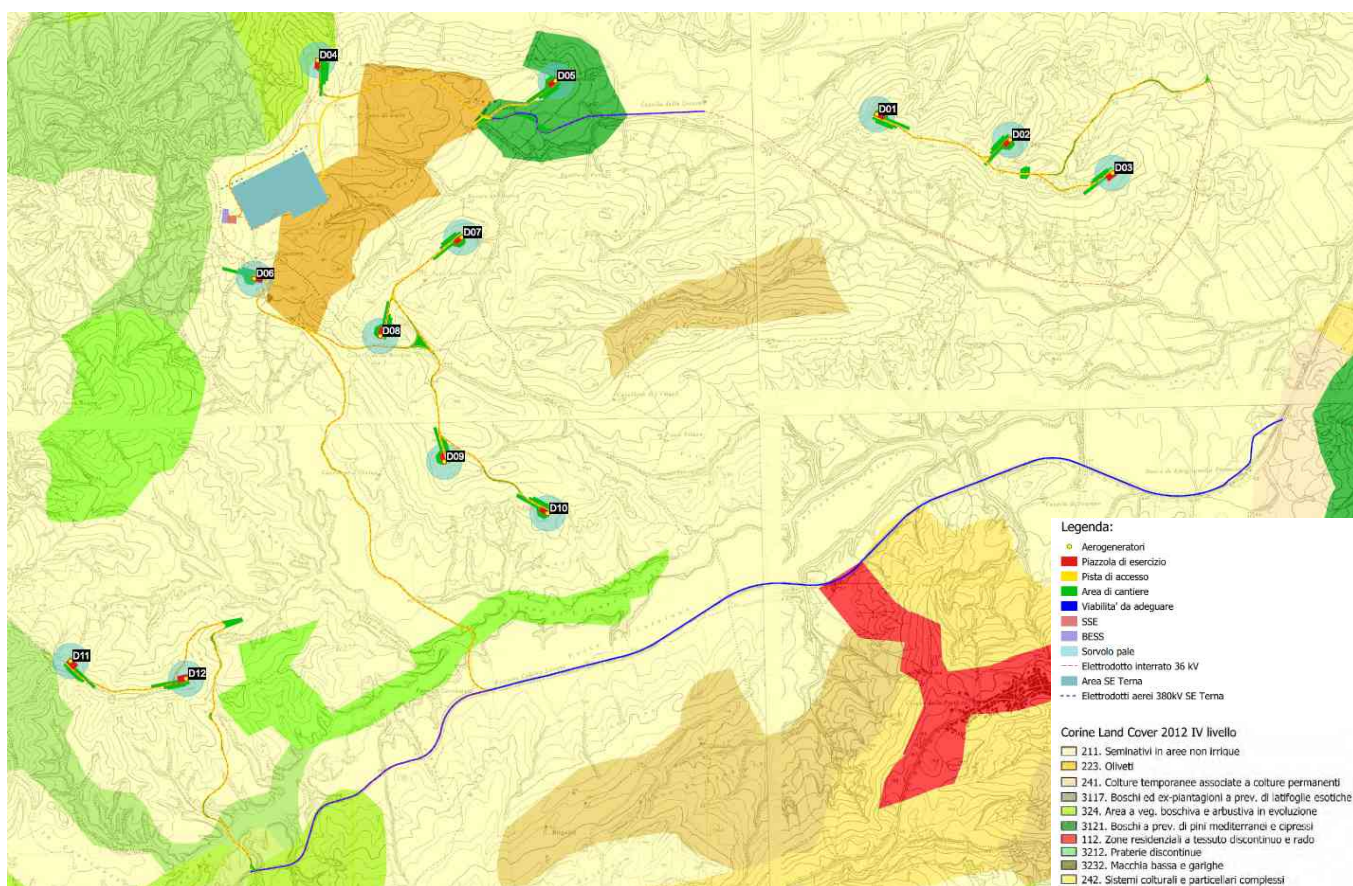 D04
D05
D01
D02
D03
D07
D06
D08
D09
D10
D11
D12
Legenda:
Aerogeneratori
Piazzola di esercizio
Pista di accesso
Area di cantiere
Viabilita' da adeguare
SSE
BESS
Sorvolo pale
Elettrodotto interrato 36 kV
Area SE Terna
Elettrodotti aerei 380kV SE Terna
Corine Land Cover 2012 IV livello
211. Seminativi in aree non irrigue
223. Oliveti
241. Colture temporanee associate a colture permanenti
3117. Boschi ed ex-piantagioni a prev. di latifoglie esotiche
324. Area a veg. boschiva e arbustiva in evoluzione
3121. Boschi a prev. di pini mediterranei e cipressi
112. Zone residenziali a tessuto discontinuo e rado
3212. Praterie discontinue
3232. Macchia bassa e garighe
242. Sistemi colturali e particellari complessi